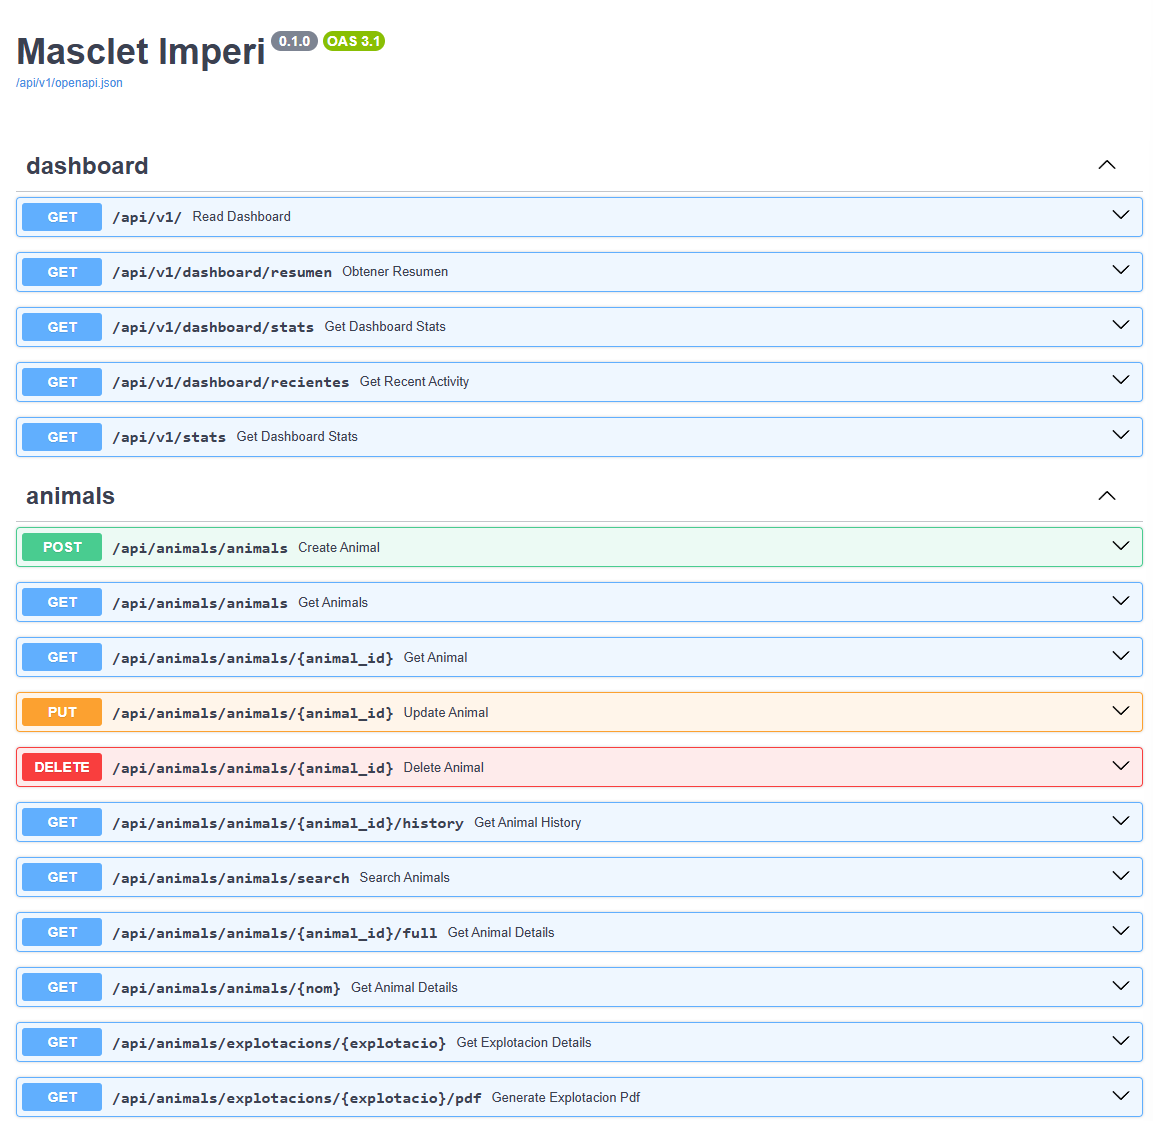 Masclet Imperi 0.1.0 OAS 3.1
/api/v1/openapi.json
dashboard
GET /api/v1/ Read Dashboard
GET /api/v1/dashboard/resumen Obtener Resumen
GET /api/v1/dashboard/stats Get Dashboard Stats
GET /api/v1/dashboard/recientes Get Recent Activity
GET /api/v1/stats Get Dashboard Stats
animals
POST /api/animals/animals Create Animal
GET /api/animals/animals Get Animals
GET /api/animals/animals/{animal_id} Get Animal
PUT /api/animals/animals/{animal_id} Update Animal
DELETE /api/animals/animals/{animal_id} Delete Animal
GET /api/animals/animals/{animal_id}/history Get Animal History
GET /api/animals/animals/search Search Animals
GET /api/animals/animals/{animal_id}/full Get Animal Details
GET /api/animals/animals/{nom} Get Animal Details
GET /api/animals/explotacions/{explotacio} Get Explotacion Details
GET /api/animals/explotacions/{explotacio}/pdf Generate Explotacion Pdf